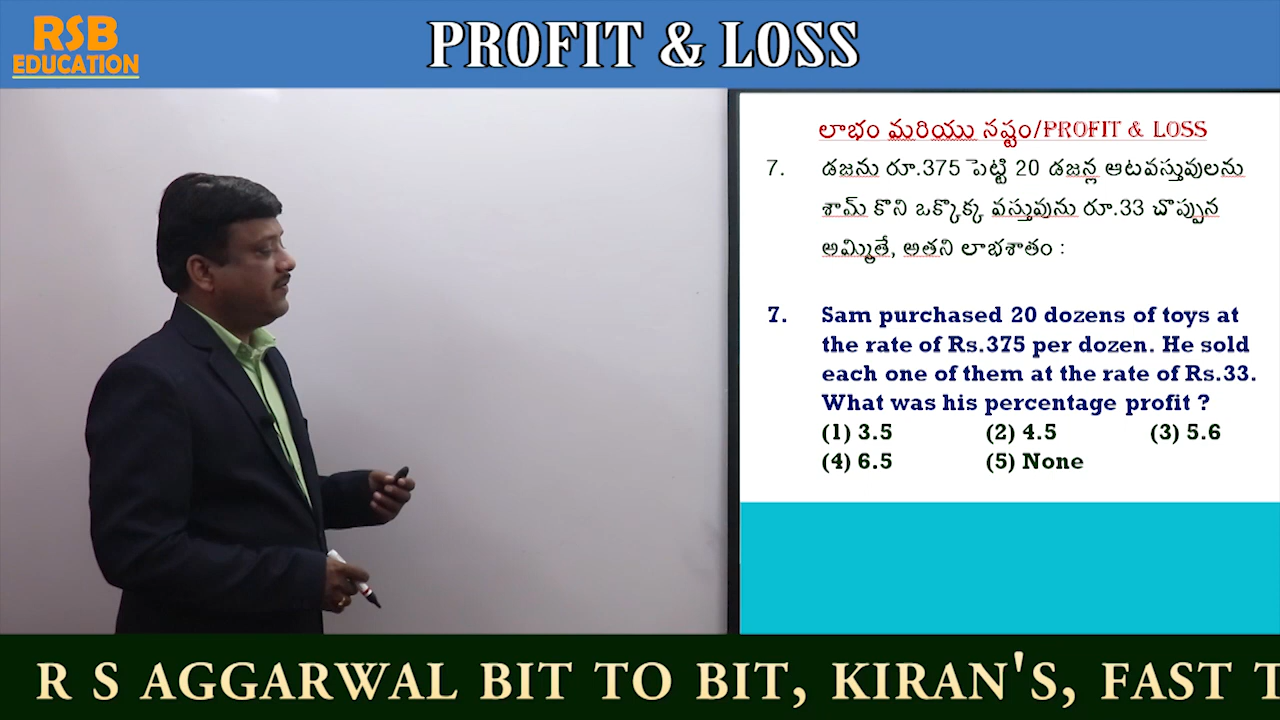 RSB
EDUCATION
PROFIT & LOSS
లాభం మరియు నష్టం/PROFIT & LOSS
7. డజను రూ.375 పెట్టి 20 డజన్ల ఆటవస్తువులను
శామ్ కొని ఒక్కొక్క వస్తువును రూ.33 చొప్పున
అమ్మితే, అతని లాభశాతం :
7. Sam purchased 20 dozens of toys at
the rate of Rs.375 per dozen. He sold
each one of them at the rate of Rs.33.
What was his percentage profit ?
(1) 3.5 (2) 4.5 (3) 5.6
(4) 6.5 (5) None
R S AGGARWAL BIT TO BIT, KIRAN'S, FAST T